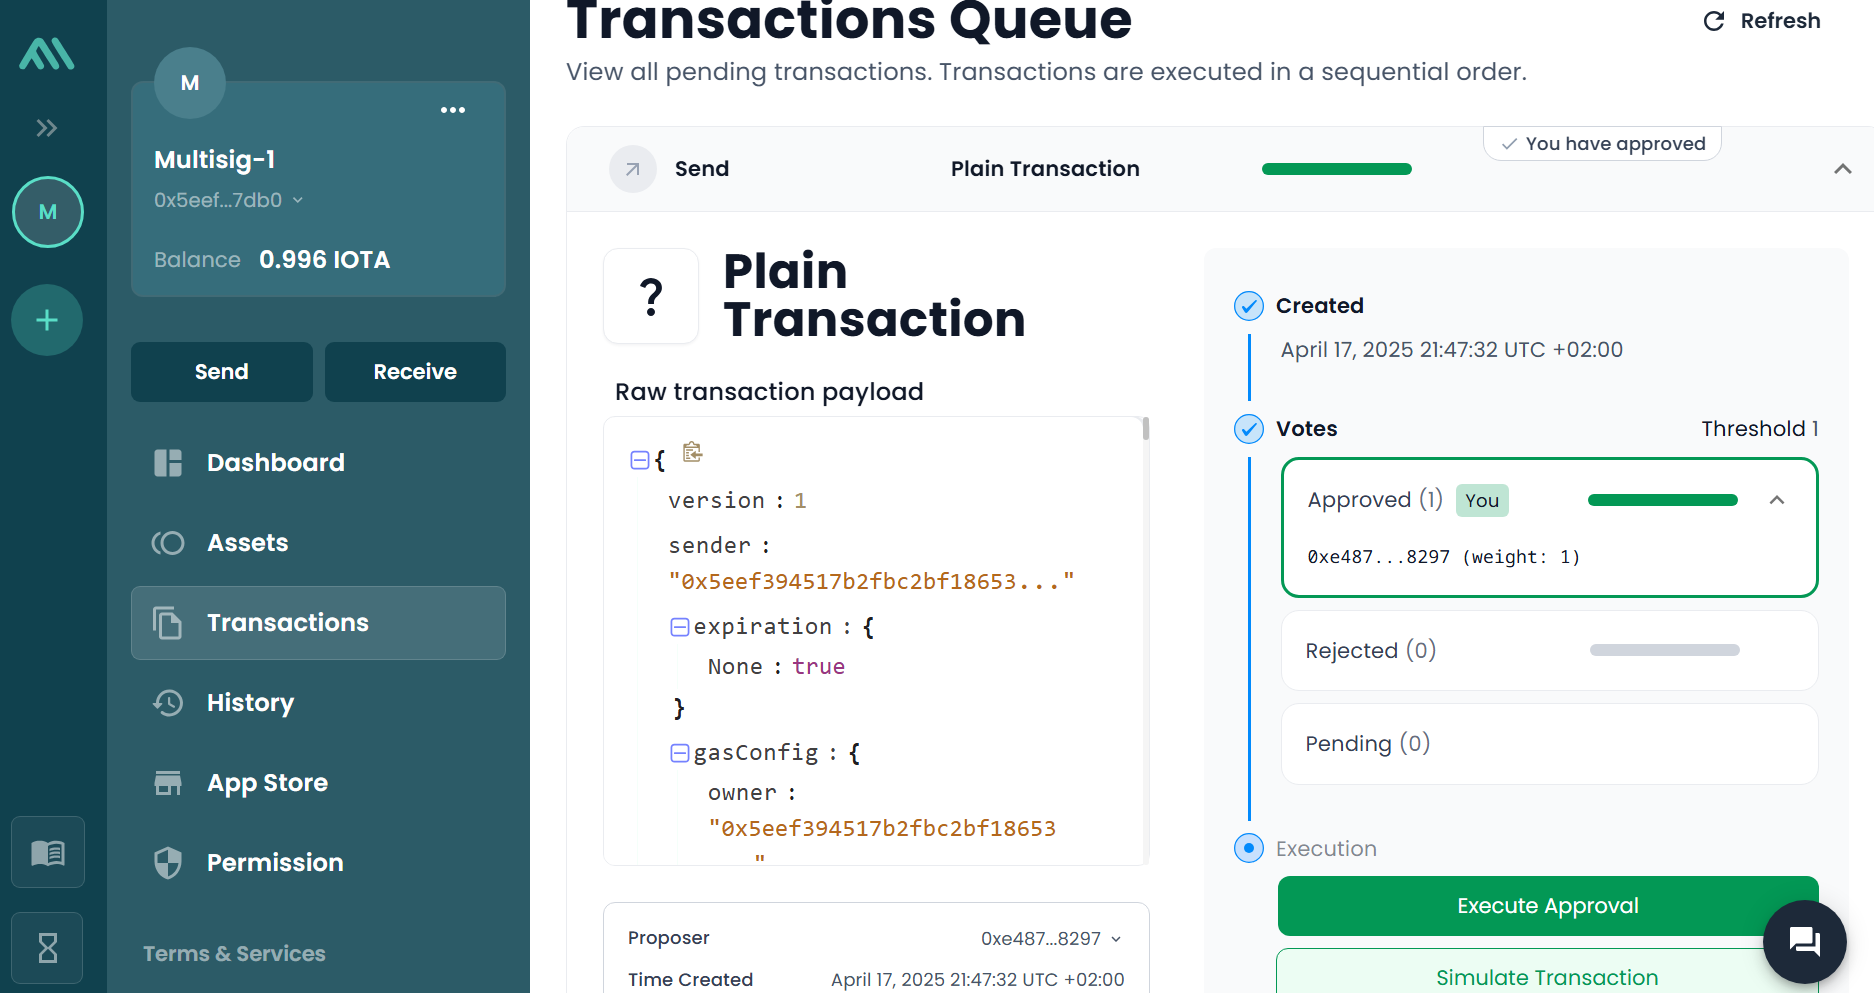 M
M
Multisig-1
0x5eef...7db0
Balance 0.996 IOTA
Send
Receive
Dashboard
Assets
Transactions
History
App Store
Permission
Terms & Services
Transactions Queue
Refresh
View all pending transactions. Transactions are executed in a sequential order.
Send
Plain Transaction
You have approved
?
Plain
Transaction
Raw transaction payload
{
version : 1
sender :
"0x5eef394517b2fbc2bf18653..."
expiration : {
None : true
}
gasConfig : {
owner :
"0x5eef394517b2fbc2bf18653
..."
Proposer 0xe487...8297
Time Created April 17, 2025 21:47:32 UTC +02:00
Created
April 17, 2025 21:47:32 UTC +02:00
Votes Threshold 1
Approved (1) You
0xe487...8297 (weight: 1)
Rejected (0)
Pending (0)
Execution
Execute Approval
Simulate Transaction